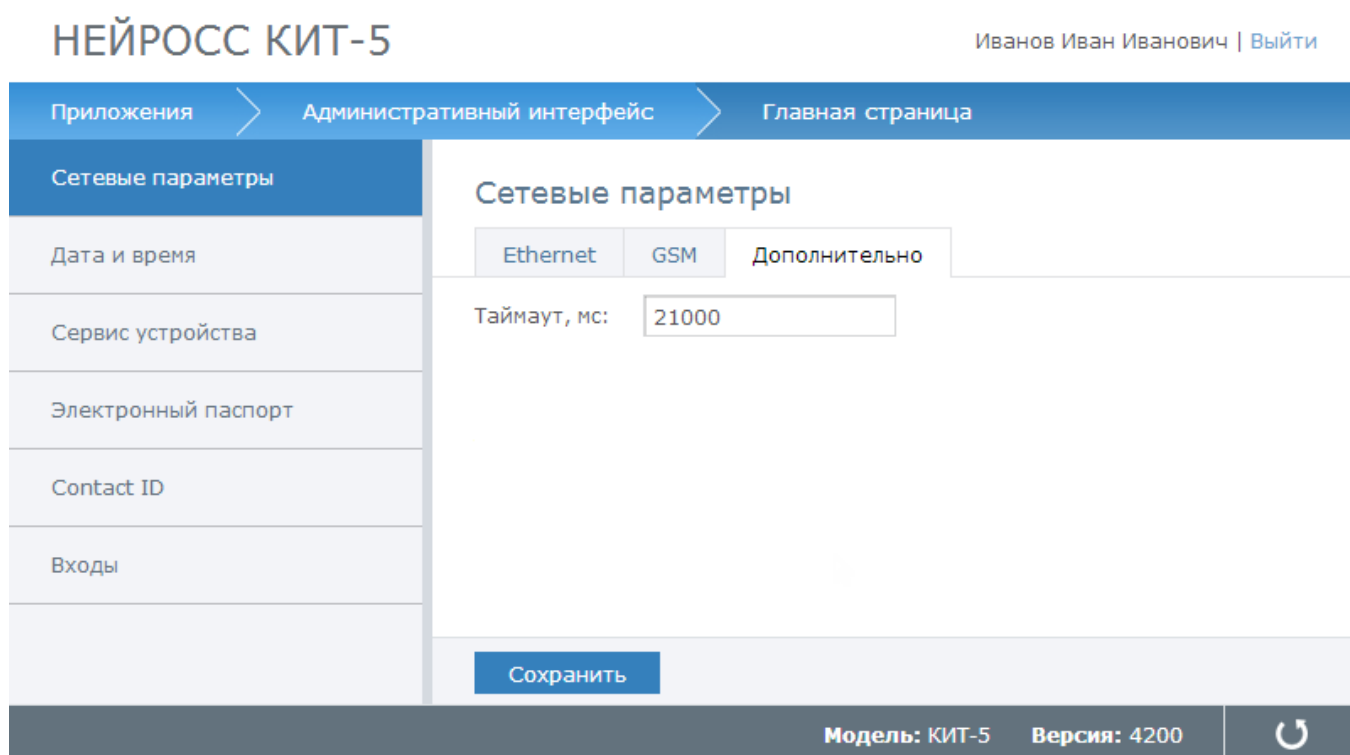 НЕЙРОСС КИТ-5
Иванов Иван Иванович | Выйти
Приложения Административный интерфейс Главная страница
Сетевые параметры
Дата и время
Сервис устройства
Электронный паспорт
Contact ID
Входы
Сетевые параметры
Ethernet GSM Дополнительно
Таймаут, мс: 21000
Сохранить
Модель: КИТ-5 Версия: 4200